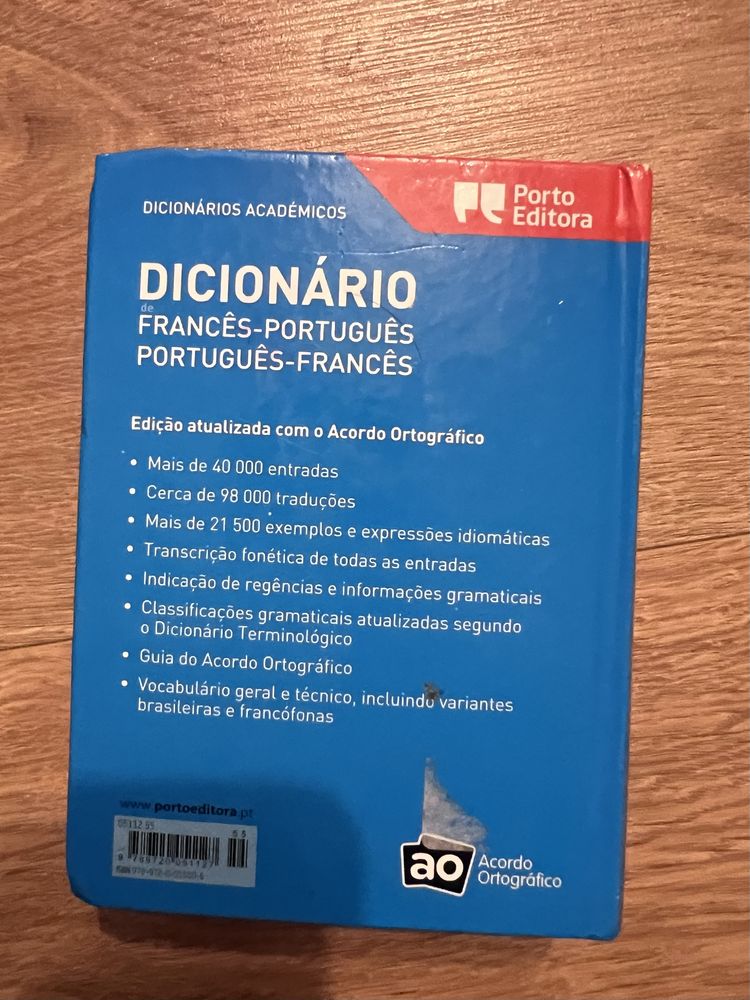 DICIONÁRIOS ACADÉMICOS
Porto
Editora
DICIONÁRIO
de
FRANCÊS-PORTUGUÊS
PORTUGUÊS-FRANCÊS
Edição atualizada com o Acordo Ortográfico
• Mais de 40 000 entradas
• Cerca de 98 000 traduções
• Mais de 21 500 exemplos e expressões idiomáticas
• Transcrição fonética de todas as entradas
• Indicação de regências e informações gramaticais
• Classificações gramaticais atualizadas segundo
o Dicionário Terminológico
• Guia do Acordo Ortográfico
• Vocabulário geral e técnico, incluindo variantes
brasileiras e francófonas
www.portoeditora.pt
ao
Acordo
Ortográfico